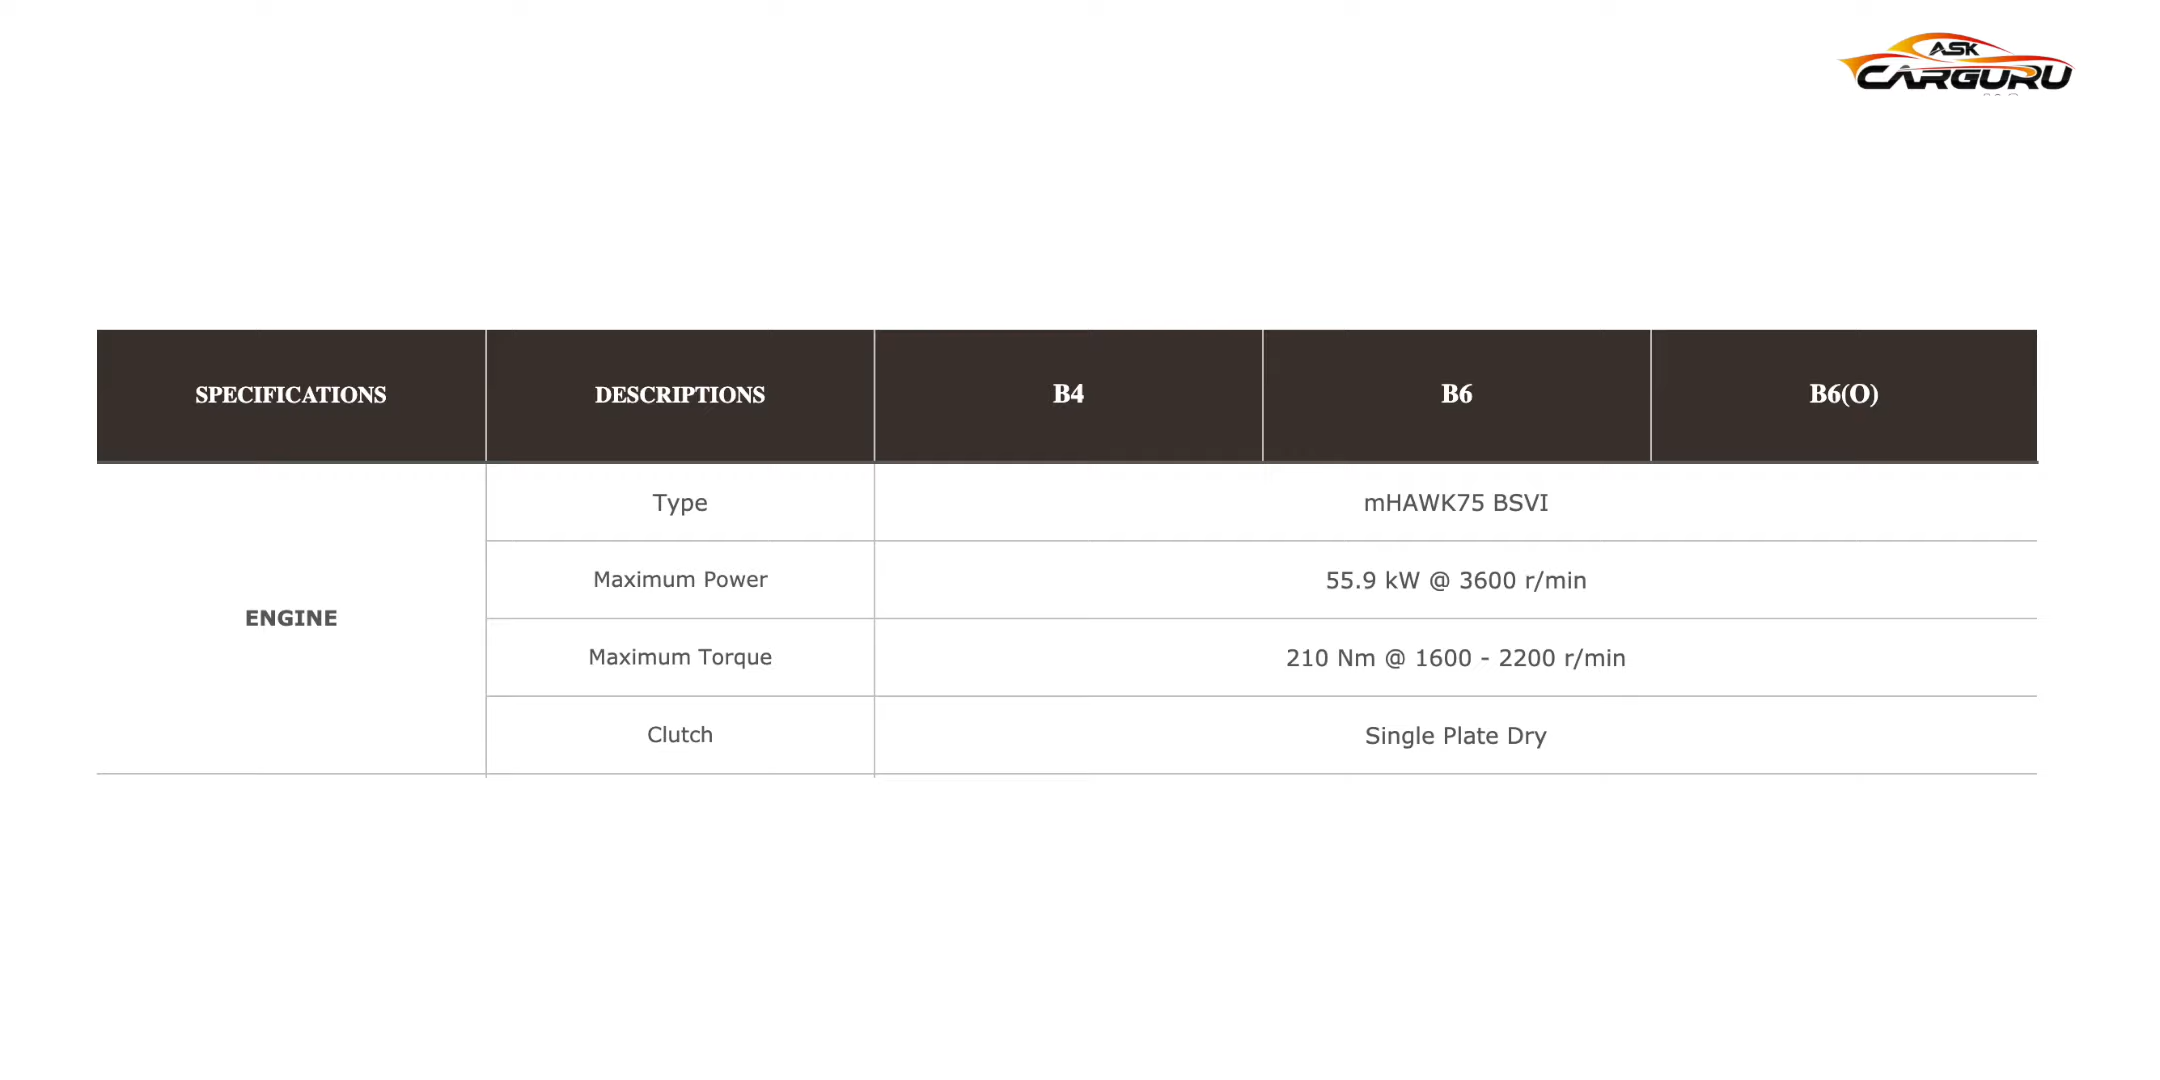 ASK
CARGURU
SPECIFICATIONS DESCRIPTIONS B4 B6 B6(O)
ENGINE
Type mHAWK75 BSVI
Maximum Power 55.9 kW @ 3600 r/min
Maximum Torque 210 Nm @ 1600 - 2200 r/min
Clutch Single Plate Dry